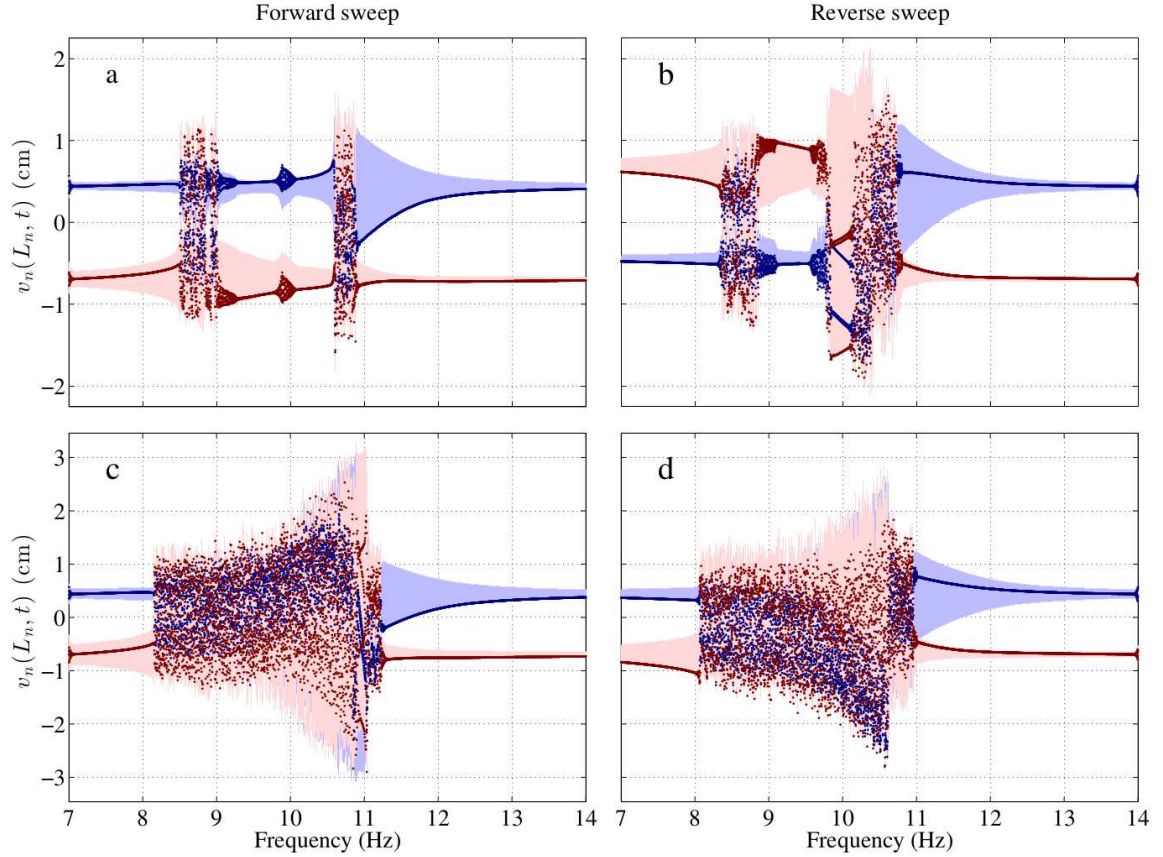 Forward sweep
Reverse sweep
a
b
2
1
0
−1
−2
v_n(L_n, t) (cm)
c
d
3
2
1
0
−1
−2
−3
v_n(L_n, t) (cm)
7 8 9 10 11 12 13 14
7 8 9 10 11 12 13 14
Frequency (Hz)
Frequency (Hz)